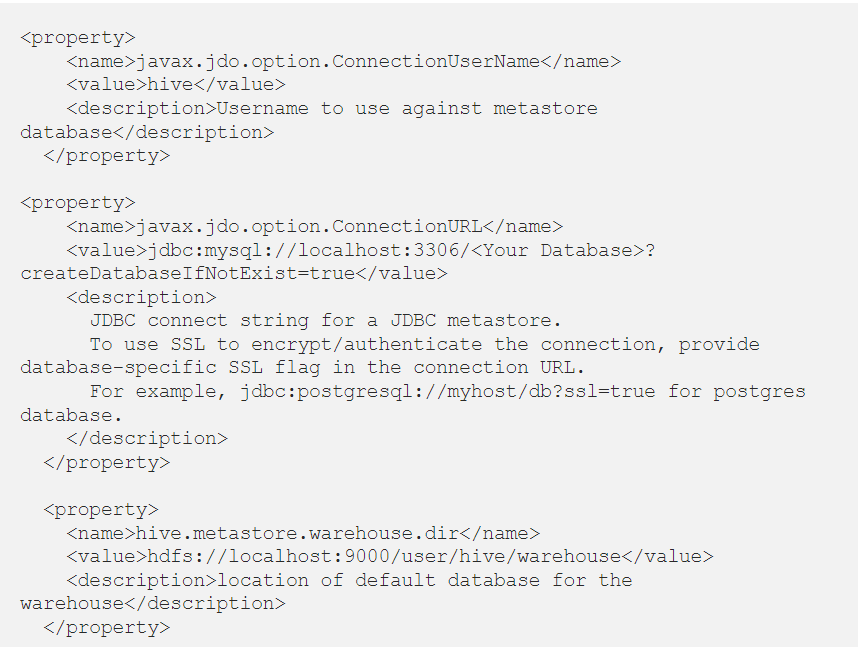 <property>
    <name>javax.jdo.option.ConnectionUserName</name>
    <value>hive</value>
    <description>Username to use against metastore
database</description>
  </property>

<property>
    <name>javax.jdo.option.ConnectionURL</name>
    <value>jdbc:mysql://localhost:3306/<Your Database>?
createDatabaseIfNotExist=true</value>
    <description>
      JDBC connect string for a JDBC metastore.
      To use SSL to encrypt/authenticate the connection, provide
database-specific SSL flag in the connection URL.
      For example, jdbc:postgresql://myhost/db?ssl=true for postgres
database.
    </description>
  </property>

  <property>
    <name>hive.metastore.warehouse.dir</name>
    <value>hdfs://localhost:9000/user/hive/warehouse</value>
    <description>location of default database for the
warehouse</description>
  </property>